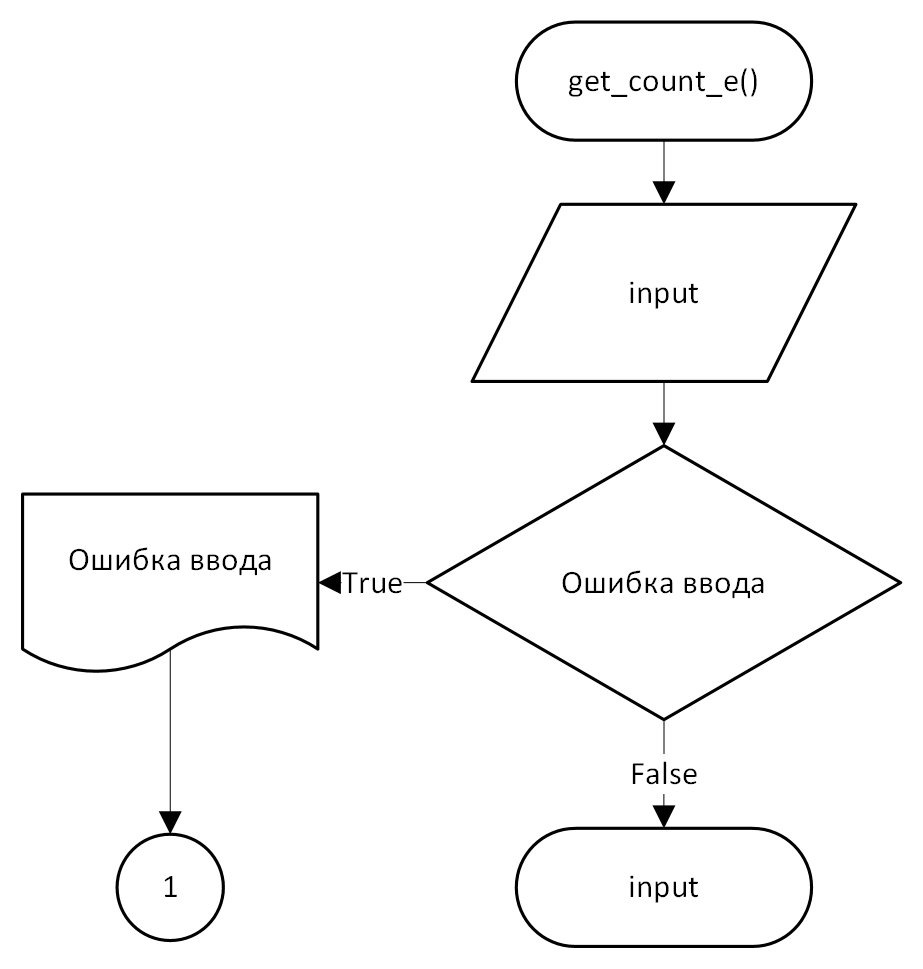 get_count_e()
input
Ошибка ввода
True
Ошибка ввода
False
1
input